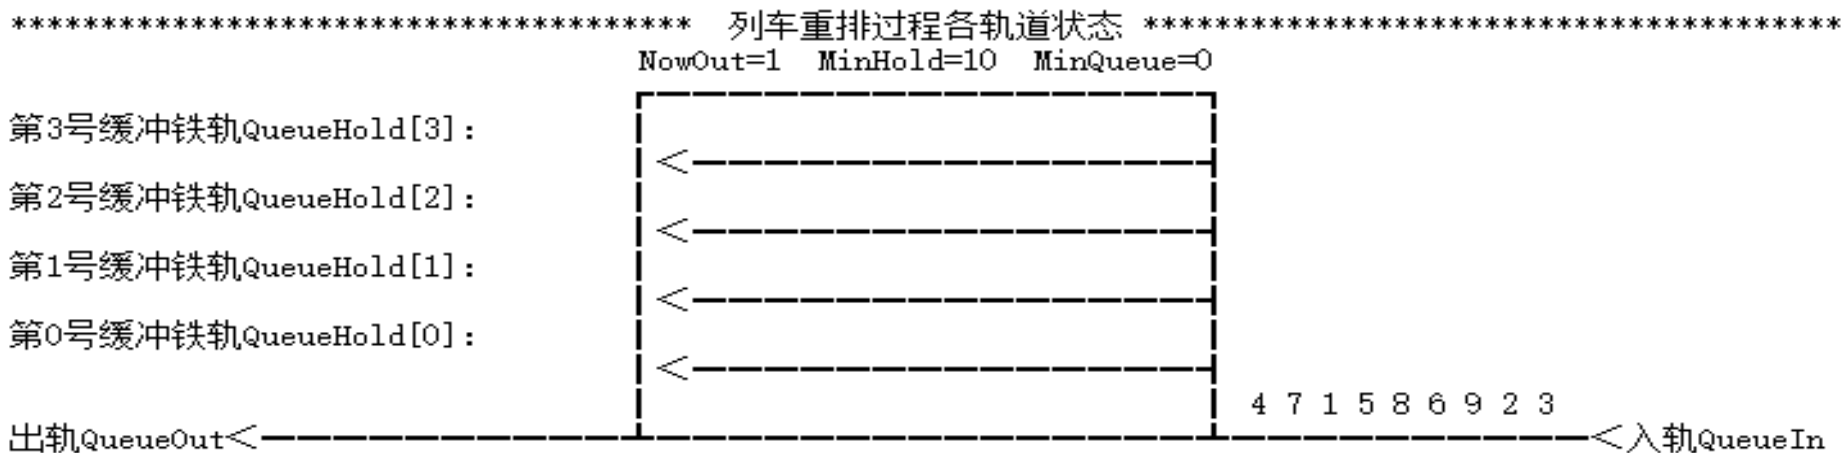 ************************************** 列车重排过程各轨道状态 ***************************************
NowOut=1 MinHold=10 MinQueue=0
第3号缓冲铁轨QueueHold[3]:
第2号缓冲铁轨QueueHold[2]:
第1号缓冲铁轨QueueHold[1]:
第0号缓冲铁轨QueueHold[0]:
4 7 1 5 8 6 9 2 3
出轨QueueOut< <入轨QueueIn